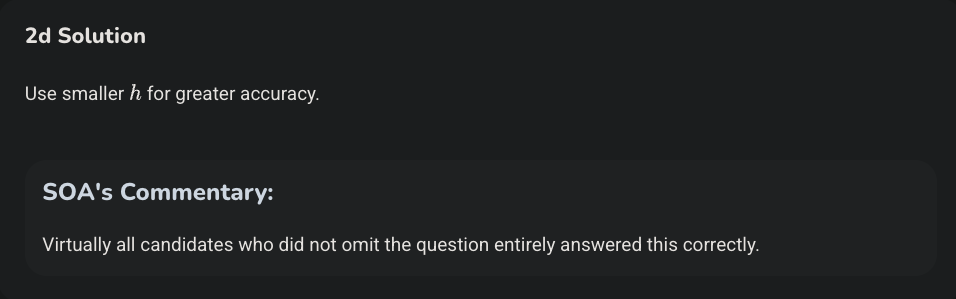 2d Solution
Use smaller h for greater accuracy.
SOA's Commentary:
Virtually all candidates who did not omit the question entirely answered this correctly.